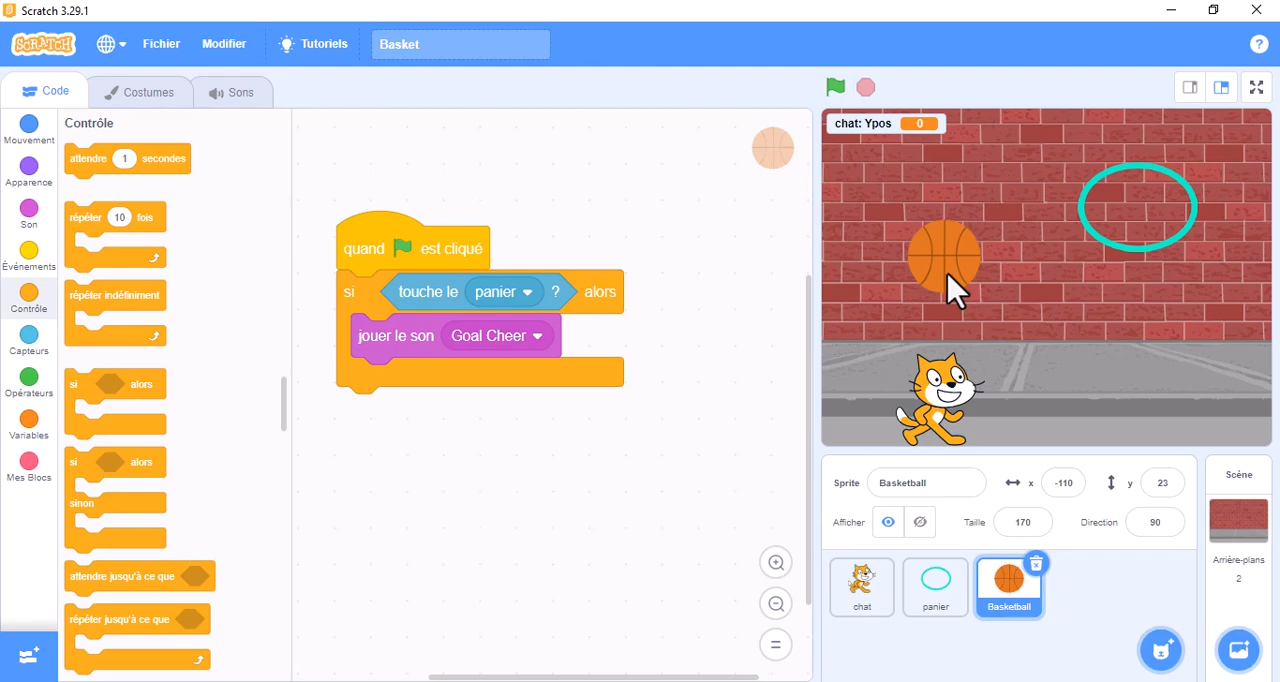 Scratch 3.29.1
SCRATCH
Fichier
Modifier
Tutoriels
Basket
?
Code
Costumes
Sons
Mouvement
Apparence
Son
Événements
Contrôle
Capteurs
Opérateurs
Variables
Mes Blocs
Contrôle
attendre 1 secondes
répéter 10 fois
répéter indéfiniment
si alors
si alors
sinon
attendre jusqu'à ce que
répéter jusqu'à ce que
quand est cliqué
si touche le panier ? alors
jouer le son Goal Cheer
chat: Ypos 0
Sprite Basketball x -110 y 23
Afficher Taille 170 Direction 90
chat
panier
Basketball
Scène
Arrière-plans
2